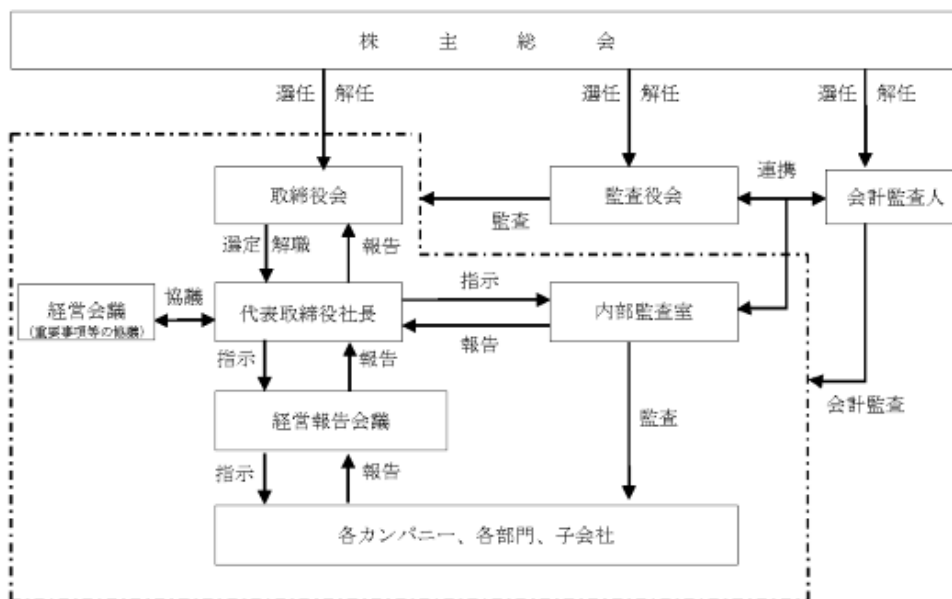 株主総会
選任 解任
選任 解任
選任 解任
取締役会
監査役会
連携
会計監査人
監査
選定 解職
報告
経営会議
(重要事項等の協議)
協議
代表取締役社長
指示
報告
内部監査室
指示
報告
会計監査
経営報告会議
監査
指示
報告
各カンパニー、各部門、子会社